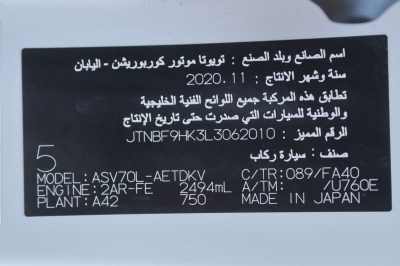 اسم الصانع وبلد الصنع : تويوتا موتور كوربوريشن - اليابان
سنة وشهر الانتاج : 2020.11
تطابق هذه المركبة جميع اللوائح الفنية الخليجية
والوطنية للسيارات التي صدرت حتى تاريخ الإنتاج
الرقم المميز : JTNBF9HK3L3062010
صنف : سيارة ركاب
5
MODEL:ASV70L-AETDKV C/TR:089/FA40
ENGINE:2AR-FE 2494mL A/TM: /U760E
PLANT:A42 750 MADE IN JAPAN